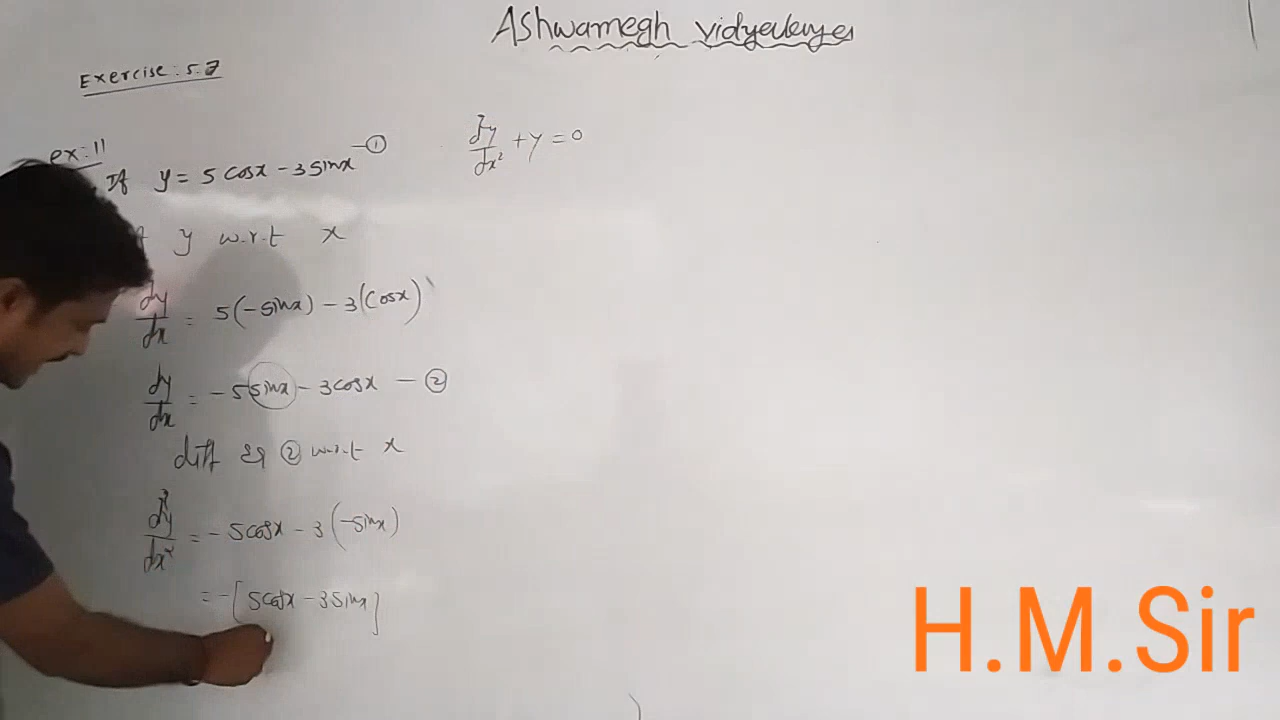 Ashwamegh
Exercise: 5.7
ex: 11
If y = 5 cosx - 3 sinx - ①
d²y/dx² + y = 0
y w.r.t x
dy/dx = 5(-sinx) - 3(cosx)
dy/dx = -5sinx - 3cosx - ②
diff eq ② w.r.t x
d²y/dx² = -5cosx - 3(-sinx)
= -[5cosx - 3sinx]
H.M.Sir